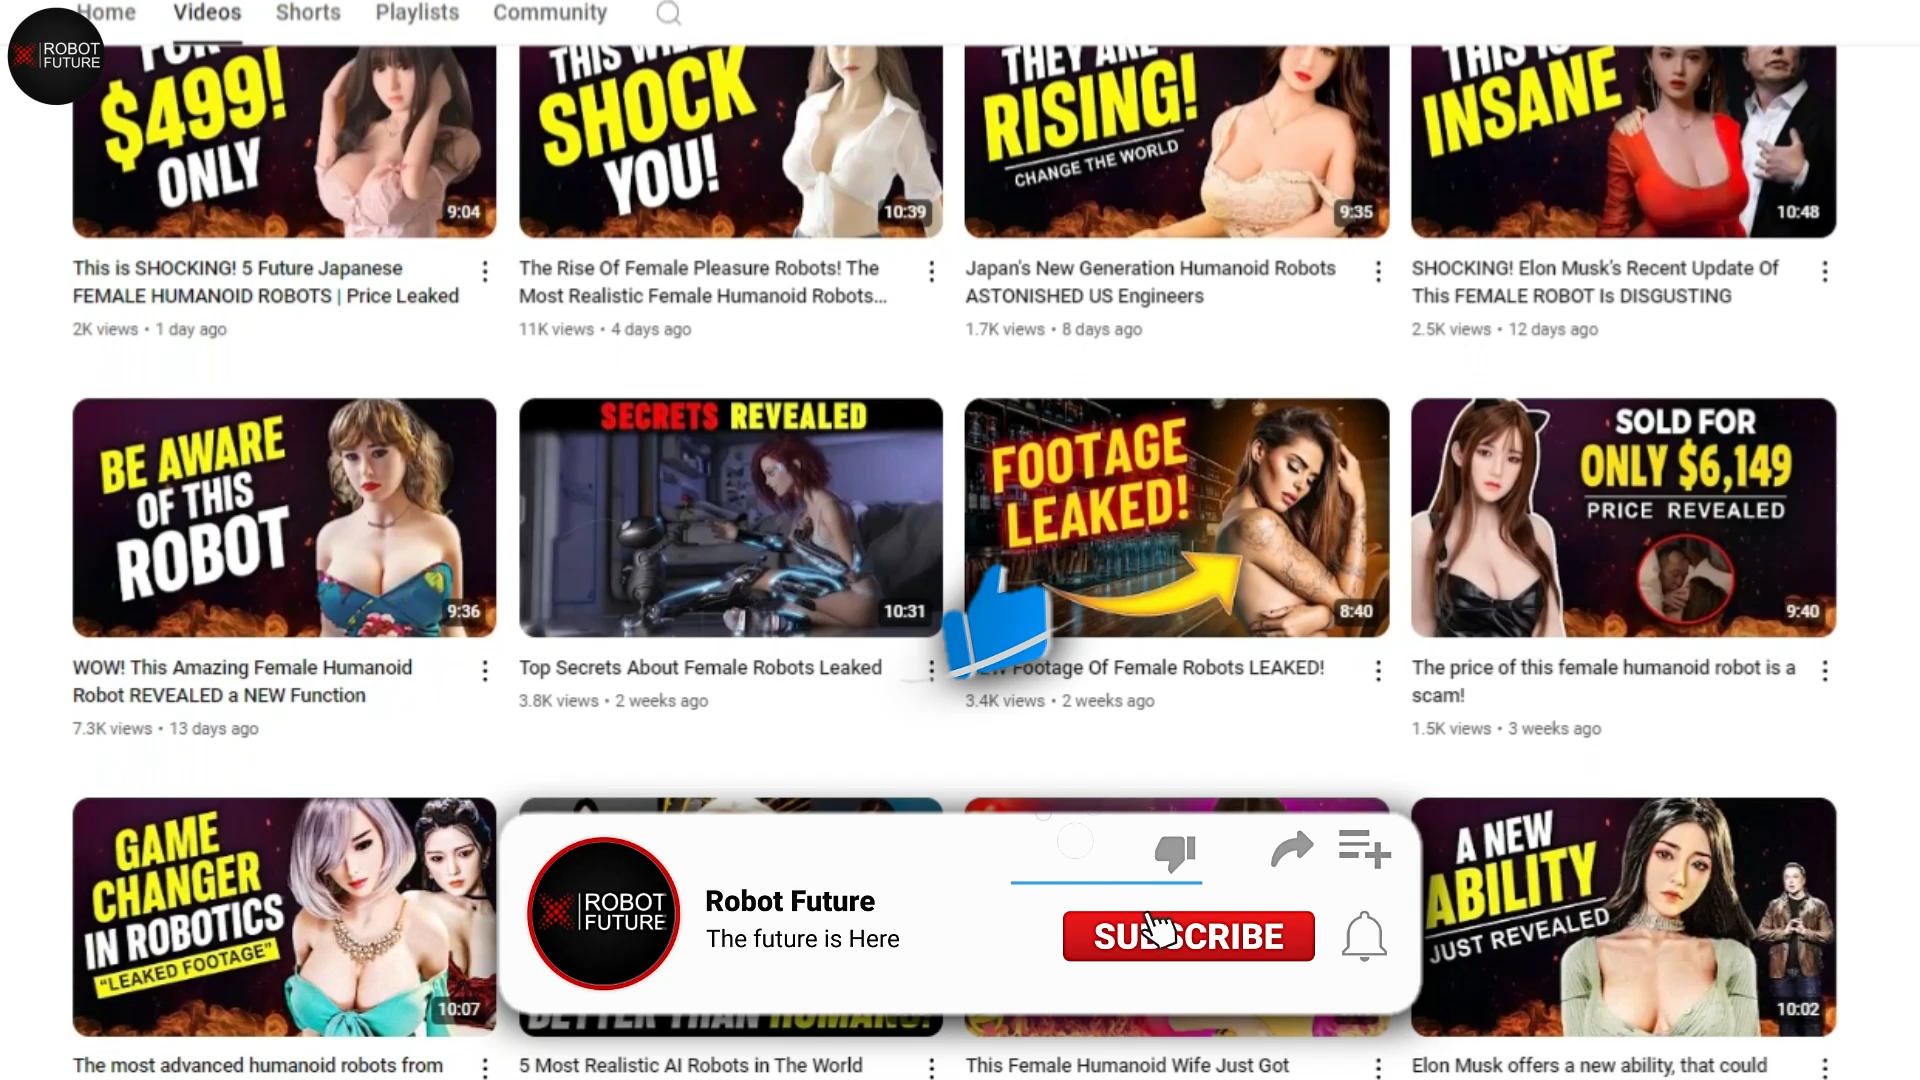 Home Videos Shorts Playlists Community
ROBOT
FUTURE
$499!
ONLY
9:04
SHOCK
YOU!
10:39
THEY ARE
RISING!
CHANGE THE WORLD
9:35
THIS IS
INSANE
10:48
This is SHOCKING! 5 Future Japanese
FEMALE HUMANOID ROBOTS | Price Leaked
2K views • 1 day ago
The Rise Of Female Pleasure Robots! The
Most Realistic Female Humanoid Robots...
11K views • 4 days ago
Japan's New Generation Humanoid Robots
ASTONISHED US Engineers
1.7K views • 8 days ago
SHOCKING! Elon Musk's Recent Update Of
This FEMALE ROBOT Is DISGUSTING
2.5K views • 12 days ago
BE AWARE
OF THIS
ROBOT
9:36
SECRETS REVEALED
10:31
FOOTAGE
LEAKED!
8:40
SOLD FOR
ONLY $6,149
PRICE REVEALED
9:40
WOW! This Amazing Female Humanoid
Robot REVEALED a NEW Function
7.3K views • 13 days ago
Top Secrets About Female Robots Leaked
3.8K views • 2 weeks ago
Footage Of Female Robots LEAKED!
3.4K views • 2 weeks ago
The price of this female humanoid robot is a
scam!
1.5K views • 3 weeks ago
GAME
CHANGER
IN ROBOTICS
"LEAKED FOOTAGE"
10:07
ROBOT
FUTURE
Robot Future
The future is Here
SUBSCRIBE
A NEW
ABILITY
JUST REVEALED
10:02
BETTER THAN HUMANS!
The most advanced humanoid robots from
5 Most Realistic AI Robots in The World
This Female Humanoid Wife Just Got
Elon Musk offers a new ability, that could